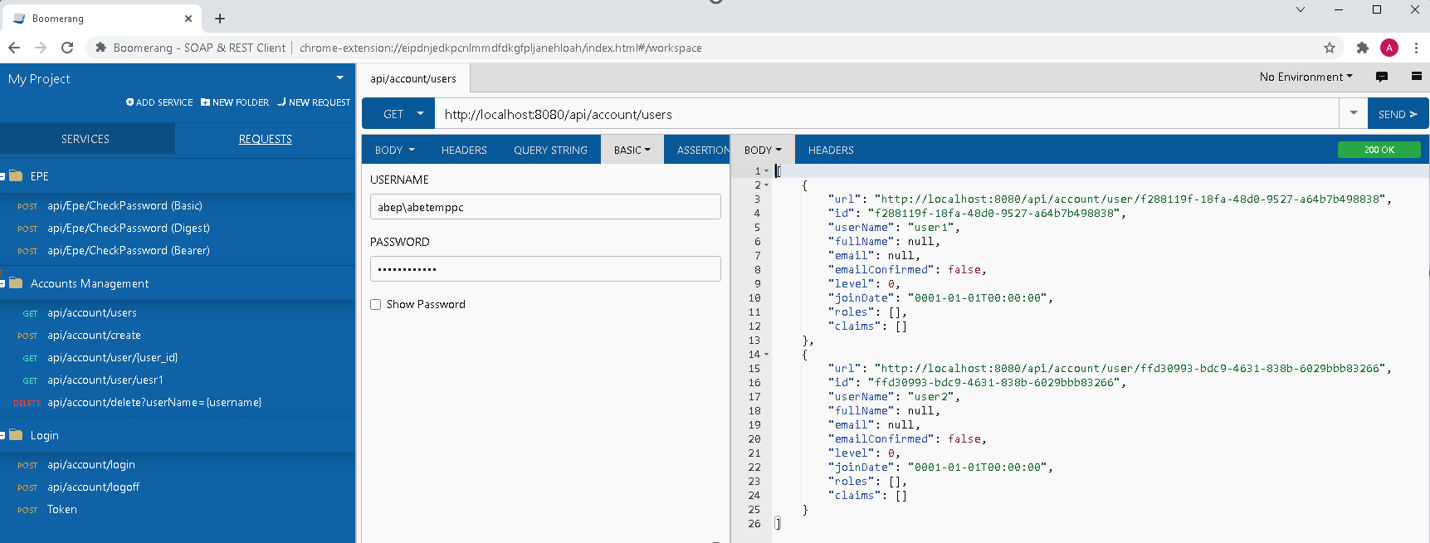 Boomerang
Boomerang - SOAP & REST Client | chrome-extension://eipdnjedkpcnlmmdfdkgfpljanehloah/index.html#/workspace
A
My Project
ADD SERVICE NEW FOLDER NEW REQUEST
SERVICES REQUESTS
EPE
POST api/Epe/CheckPassword (Basic)
POST api/Epe/CheckPassword (Digest)
POST api/Epe/CheckPassword (Bearer)
Accounts Management
GET api/account/users
POST api/account/create
GET api/account/user/{user_id}
GET api/account/user/uesr1
DELETE api/account/delete?userName={username}
Login
POST api/account/login
POST api/account/logoff
POST Token
api/account/users
No Environment
GET http://localhost:8080/api/account/users SEND
BODY HEADERS QUERY STRING BASIC ASSERTION
USERNAME
abep\abetemppc
PASSWORD
••••••••••••
Show Password
BODY HEADERS 200 OK
1 [
2 {
3 "url": "http://localhost:8080/api/account/user/f288119f-18fa-48d0-9527-a64b7b498838",
4 "id": "f288119f-18fa-48d0-9527-a64b7b498838",
5 "userName": "user1",
6 "fullName": null,
7 "email": null,
8 "emailConfirmed": false,
9 "level": 0,
10 "joinDate": "0001-01-01T00:00:00",
11 "roles": [],
12 "claims": []
13 },
14 {
15 "url": "http://localhost:8080/api/account/user/ffd30993-bdc9-4631-838b-6029bbb83266",
16 "id": "ffd30993-bdc9-4631-838b-6029bbb83266",
17 "userName": "user2",
18 "fullName": null,
19 "email": null,
20 "emailConfirmed": false,
21 "level": 0,
22 "joinDate": "0001-01-01T00:00:00",
23 "roles": [],
24 "claims": []
25 }
26 ]